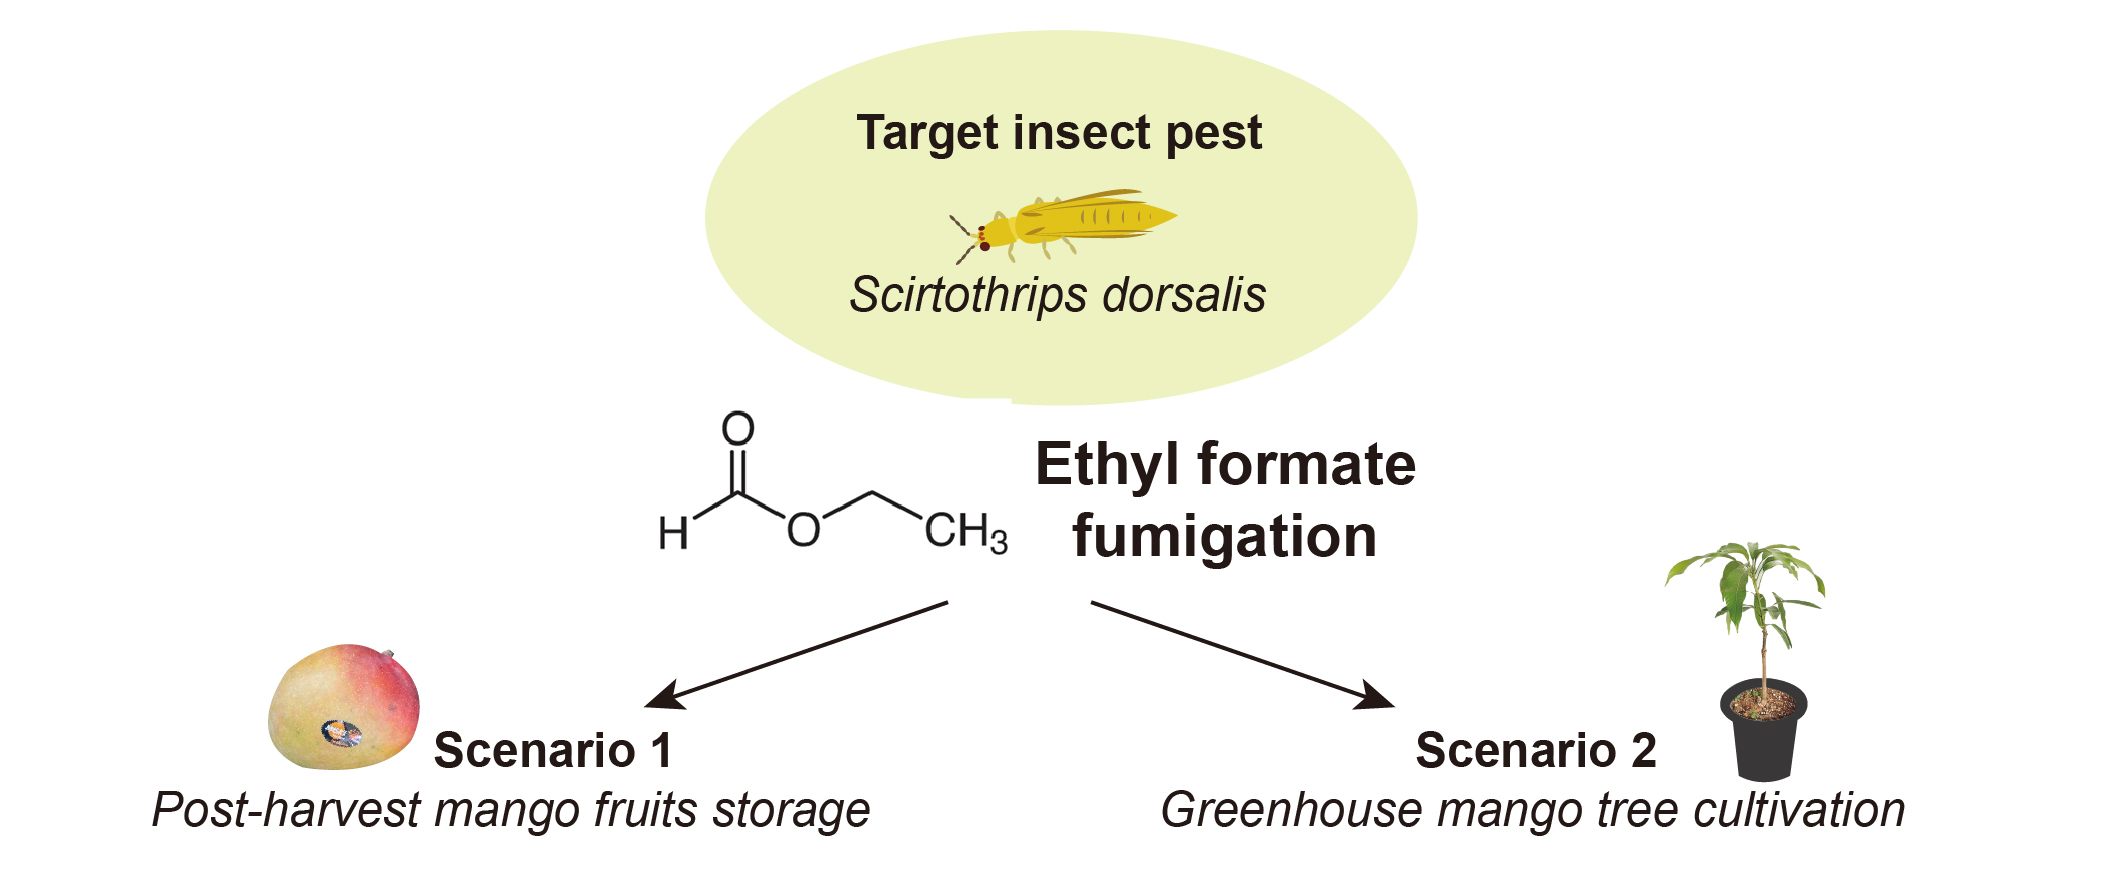 Target insect pest
Scirtothrips dorsalis
O
H
O
CH3
Ethyl formate
fumigation
Scenario 1
Post-harvest mango fruits storage
Scenario 2
Greenhouse mango tree cultivation